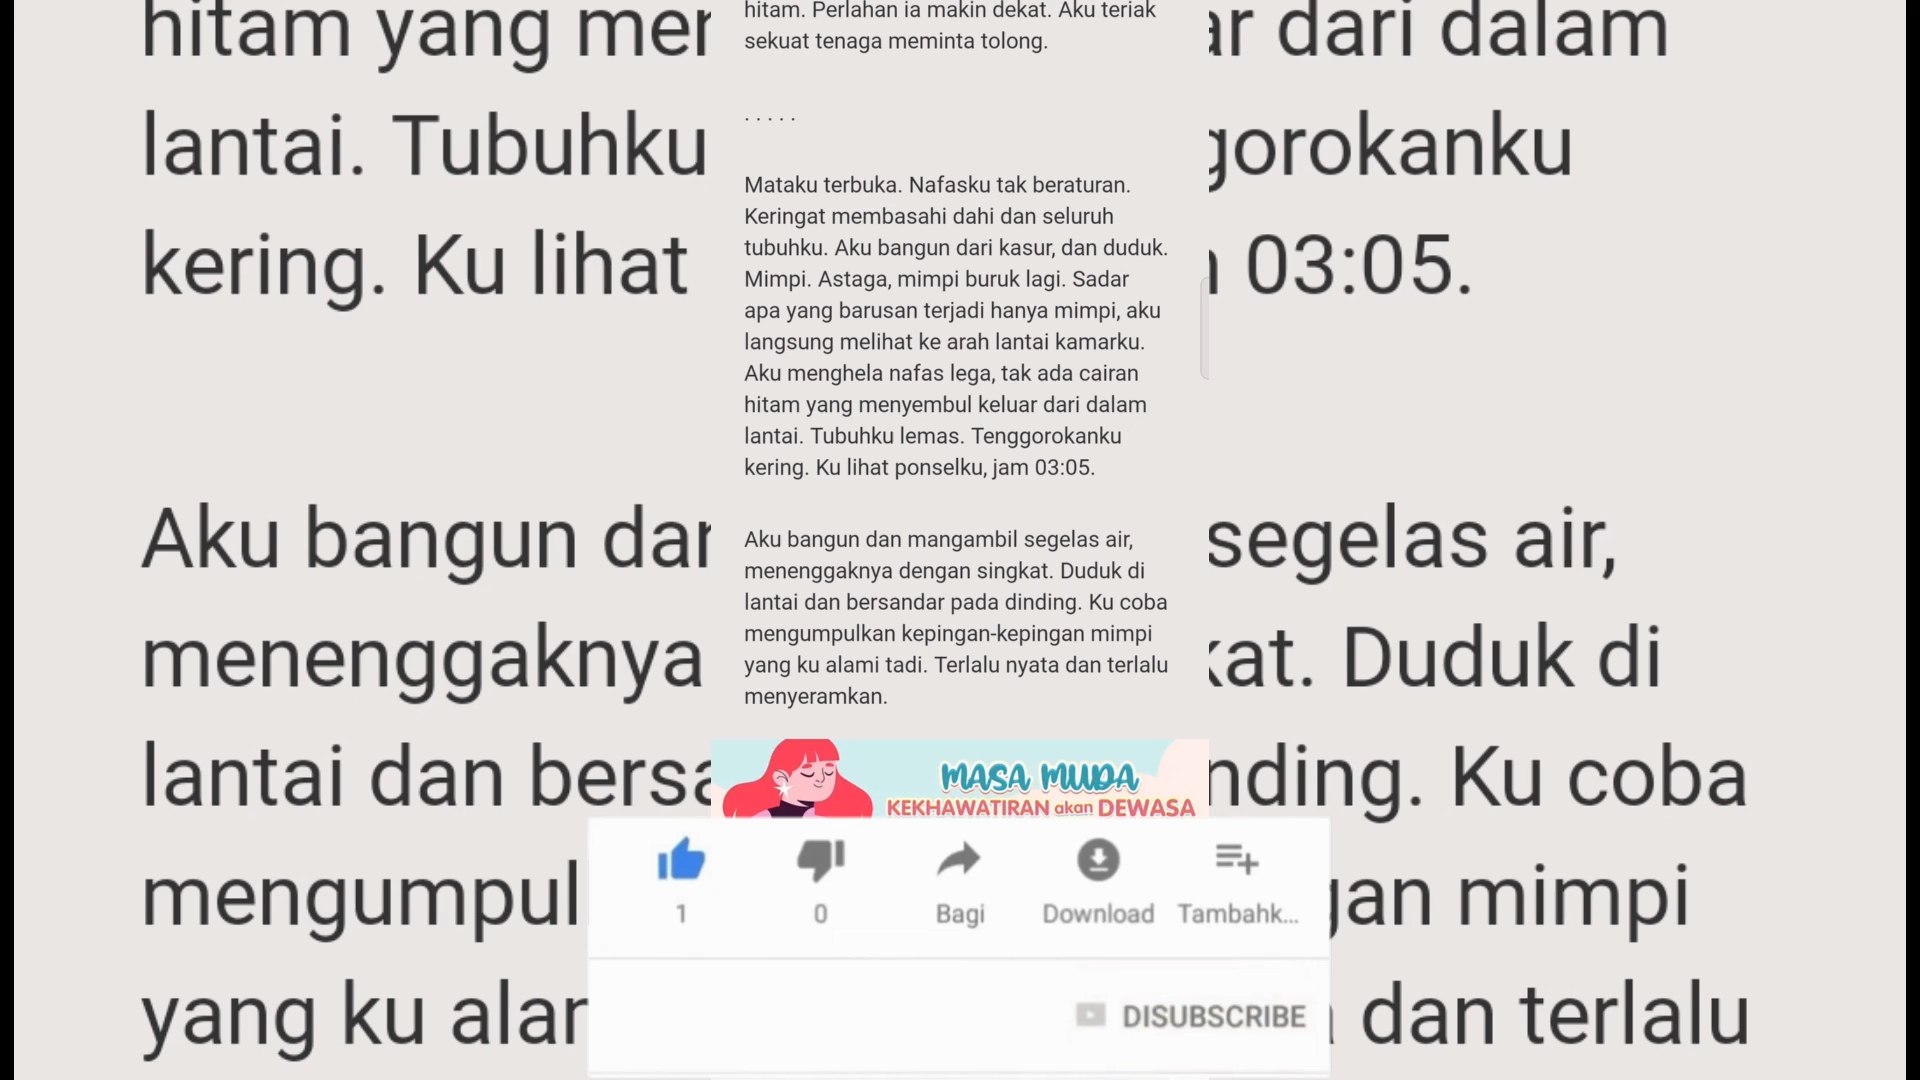 hitam. Perlahan ia makin dekat. Aku teriak
sekuat tenaga meminta tolong.
. . . . .
Mataku terbuka. Nafasku tak beraturan.
Keringat membasahi dahi dan seluruh
tubuhku. Aku bangun dari kasur, dan duduk.
Mimpi. Astaga, mimpi buruk lagi. Sadar
apa yang barusan terjadi hanya mimpi, aku
langsung melihat ke arah lantai kamarku.
Aku menghela nafas lega, tak ada cairan
hitam yang menyembul keluar dari dalam
lantai. Tubuhku lemas. Tenggorokanku
kering. Ku lihat ponselku, jam 03:05.
Aku bangun dan mangambil segelas air,
menenggaknya dengan singkat. Duduk di
lantai dan bersandar pada dinding. Ku coba
mengumpulkan kepingan-kepingan mimpi
yang ku alami tadi. Terlalu nyata dan terlalu
menyeramkan.
MASA MUDA
KEKHAWATIRAN akan DEWASA
1 0 Bagi Download Tambahk...
DISUBSCRIBE
hitam yang mer ar dari dalam
lantai. Tubuhku gorokanku
kering. Ku lihat 03:05.
Aku bangun dar segelas air,
menenggaknya kat. Duduk di
lantai dan bersa nding. Ku coba
mengumpul gan mimpi
yang ku alar dan terlalu